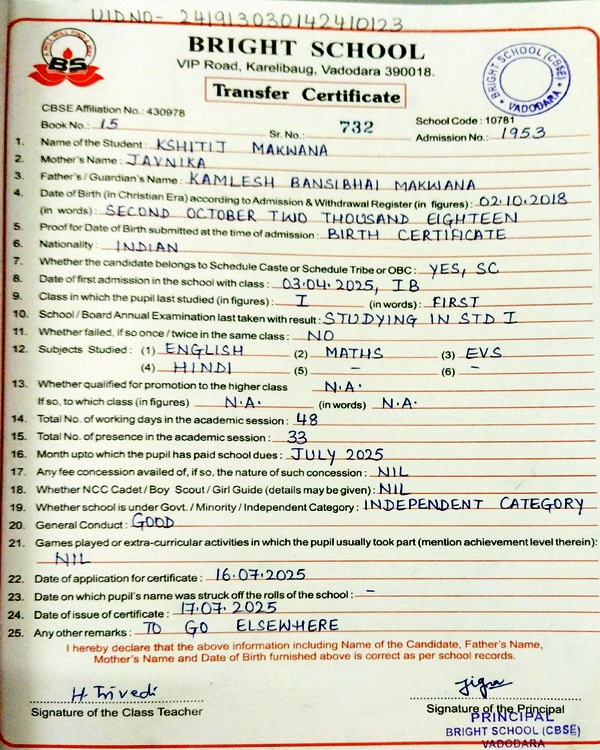 UID NO- 241913030142410123
BRIGHT SCHOOL
VIP Road, Karelibaug, Vadodara 390018.
BS
BRIGHT SCHOOL (CBSE) VADODARA
Transfer Certificate
CBSE Affiliation No.: 430978
School Code : 10781
Book No.: 15 Sr. No.: 732 Admission No.: 1953
1. Name of the Student : KSHITIJ MAKWANA
2. Mother's Name : JAVNIKA
3. Father's / Guardian's Name : KAMLESH BANSIBHAI MAKWANA
4. Date of Birth (in Christian Era) according to Admission & Withdrawal Register (in figures) : 02.10.2018
(in words) : SECOND OCTOBER TWO THOUSAND EIGHTEEN
5. Proof for Date of Birth submitted at the time of admission : BIRTH CERTIFICATE
6. Nationality : INDIAN
7. Whether the candidate belongs to Schedule Caste or Schedule Tribe or OBC : YES, SC
8. Date of first admission in the school with class : 03.04.2025, I B
9. Class in which the pupil last studied (in figures) : I (in words) : FIRST
10. School / Board Annual Examination last taken with result : STUDYING IN STD I
11. Whether failed, if so once / twice in the same class : NO
12. Subjects Studied : (1) ENGLISH (2) MATHS (3) EVS
(4) HINDI (5) - (6) -
13. Whether qualified for promotion to the higher class N.A.
If so, to which class (in figures) N.A. (in words) N.A.
14. Total No. of working days in the academic session : 48
15. Total No. of presence in the academic session : 33
16. Month upto which the pupil has paid school dues : JULY 2025
17. Any fee concession availed of, if so, the nature of such concession : NIL
18. Whether NCC Cadet / Boy Scout / Girl Guide (details may be given) : NIL
19. Whether school is under Govt. / Minority / Independent Category : INDEPENDENT CATEGORY
20. General Conduct : GOOD
21. Games played or extra-curricular activities in which the pupil usually took part (mention achievement level therein) :
NIL
22. Date of application for certificate : 16.07.2025
23. Date on which pupil's name was struck off the rolls of the school : -
24. Date of issue of certificate : 17.07.2025
25. Any other remarks : TO GO ELSEWHERE
I hereby declare that the above information including Name of the Candidate, Father's Name,
Mother's Name and Date of Birth furnished above is correct as per school records.
H Trivedi
Signature of the Class Teacher
Signature of the Principal
PRINCIPAL
BRIGHT SCHOOL (CBSE)
VADODARA